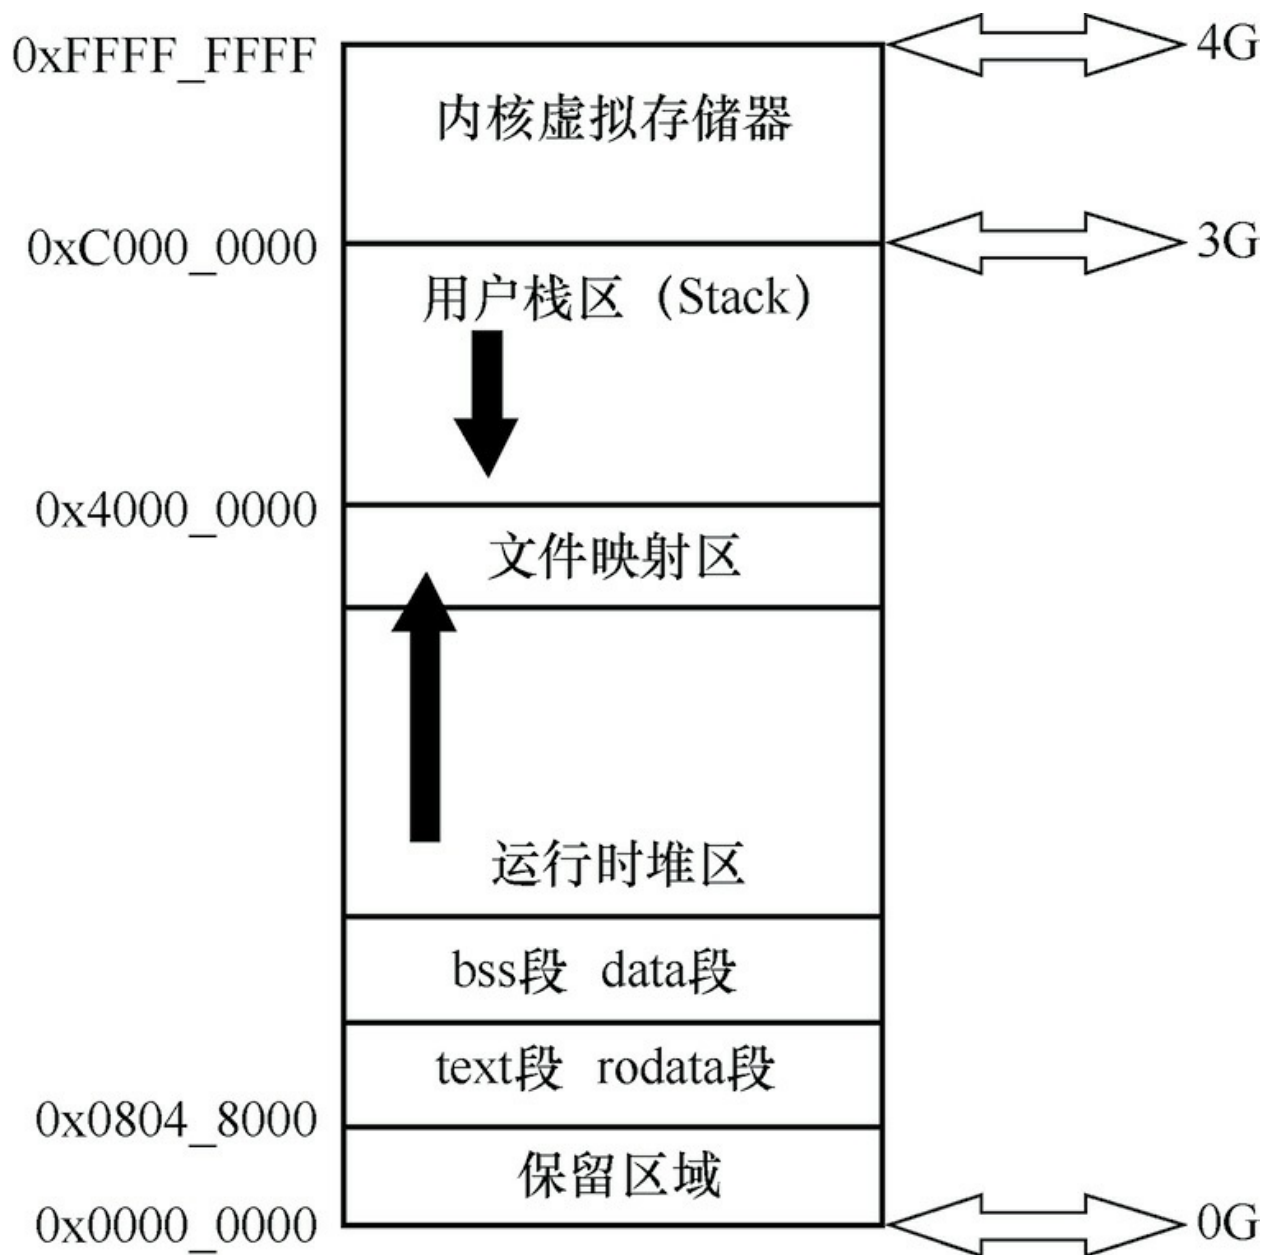 0xFFFF_FFFF
4G
内核虚拟存储器
0xC000_0000
3G
用户栈区（Stack）
0x4000_0000
文件映射区
运行时堆区
bss段 data段
text段 rodata段
0x0804_8000
保留区域
0x0000_0000
0G